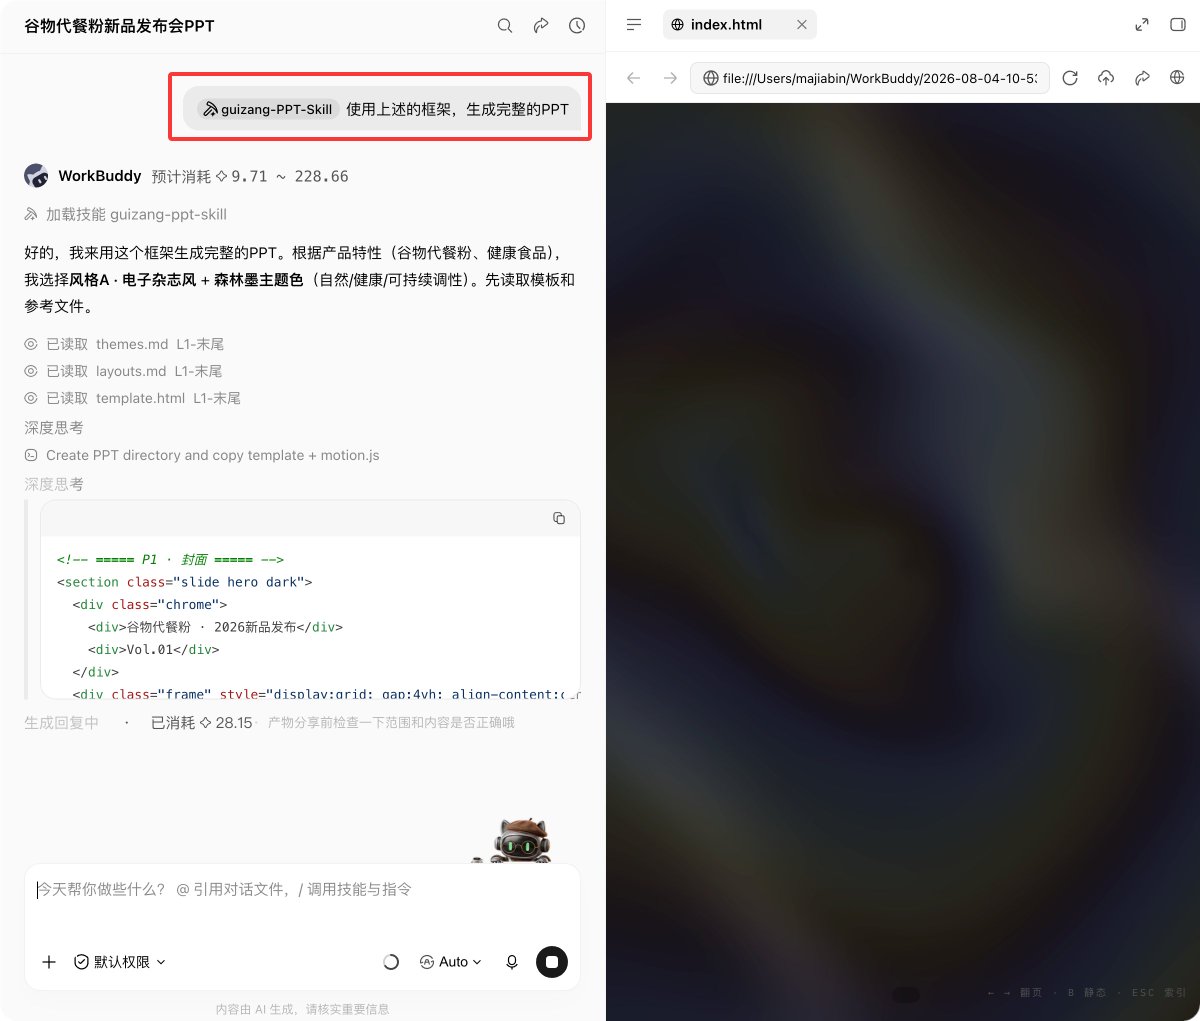 谷物代餐粉新品发布会PPT
guizang-PPT-Skill 使用上述的框架，生成完整的PPT
WorkBuddy 预计消耗 9.71 ~ 228.66
加载技能 guizang-ppt-skill
好的，我来用这个框架生成完整的PPT。根据产品特性（谷物代餐粉、健康食品），
我选择风格A · 电子杂志风 + 森林墨主题色（自然/健康/可持续调性）。先读取模板和
参考文件。
已读取 themes.md L1-末尾
已读取 layouts.md L1-末尾
已读取 template.html L1-末尾
深度思考
Create PPT directory and copy template + motion.js
深度思考
<!-- ===== P1 · 封面 ===== -->
<section class="slide hero dark">
<div class="chrome">
<div>谷物代餐粉 · 2026新品发布</div>
<div>Vol.01</div>
</div>
<div class="frame" style="display:grid; gap:4vh; align-content:
生成回复中 · 已消耗 28.15 · 产物分享前检查一下范围和内容是否正确哦
今天帮你做些什么？ @ 引用对话文件，/ 调用技能与指令
默认权限 Auto
内容由 AI 生成，请核实重要信息
index.html
file:///Users/majiabin/WorkBuddy/2026-08-04-10-53
← → 翻页 · B 静态 · ESC 索引